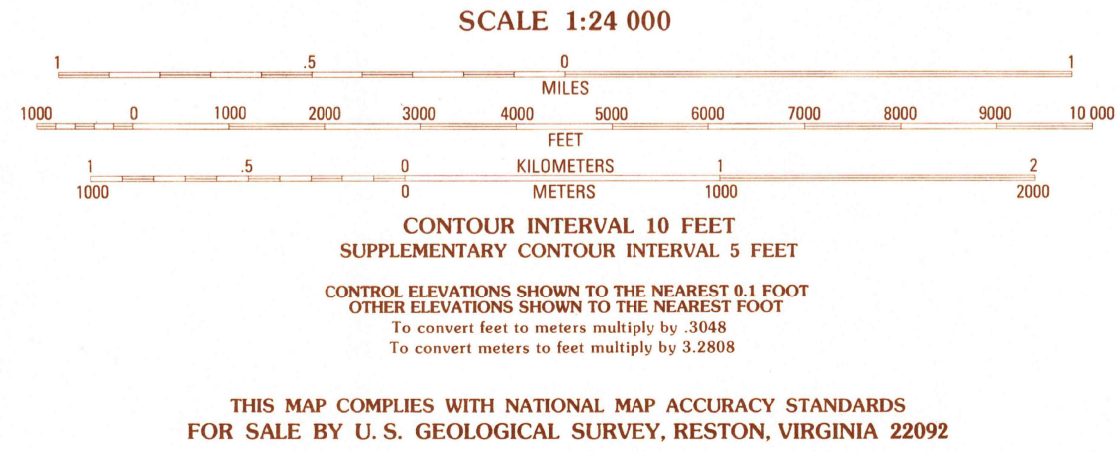 SCALE 1:24 000
1 .5 0 1
MILES
1000 0 1000 2000 3000 4000 5000 6000 7000 8000 9000 10 000
FEET
1 .5 0 KILOMETERS 1 2
1000 0 METERS 1000 2000
CONTOUR INTERVAL 10 FEET
SUPPLEMENTARY CONTOUR INTERVAL 5 FEET
CONTROL ELEVATIONS SHOWN TO THE NEAREST 0.1 FOOT
OTHER ELEVATIONS SHOWN TO THE NEAREST FOOT
To convert feet to meters multiply by .3048
To convert meters to feet multiply by 3.2808
THIS MAP COMPLIES WITH NATIONAL MAP ACCURACY STANDARDS
FOR SALE BY U. S. GEOLOGICAL SURVEY, RESTON, VIRGINIA 22092